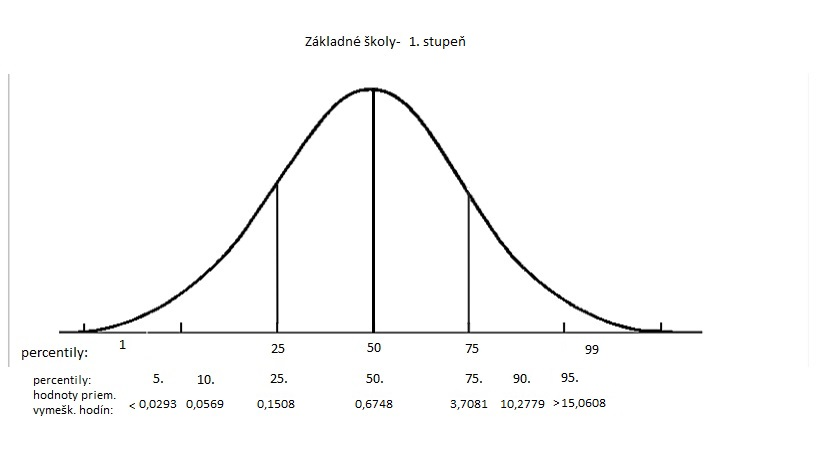 Základné školy- 1. stupeň
percentily: 1 25 50 75 99
percentily: 5. 10. 25. 50. 75. 90. 95.
hodnoty priem.
vymešk. hodín: < 0,0293 0,0569 0,1508 0,6748 3,7081 10,2779 >15,0608